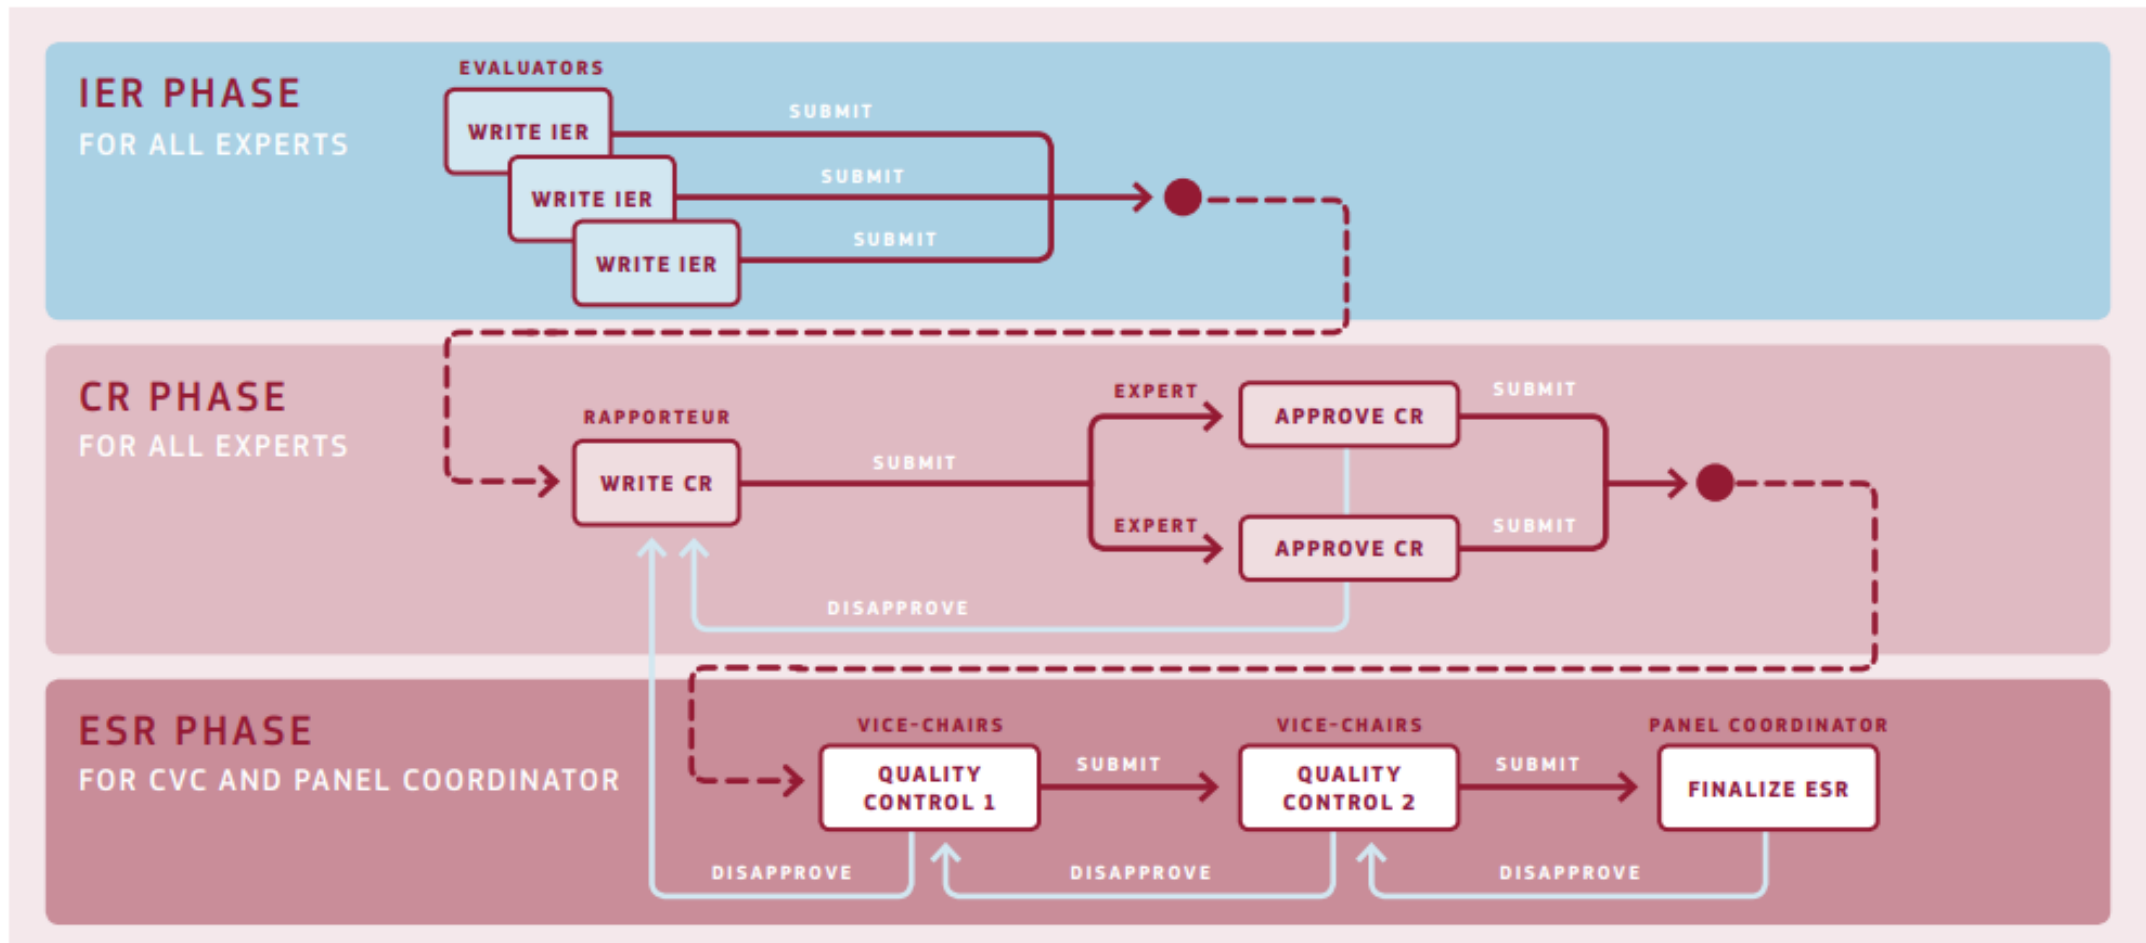 IER PHASE
FOR ALL EXPERTS
EVALUATORS
WRITE IER
SUBMIT
WRITE IER
SUBMIT
WRITE IER
SUBMIT
CR PHASE
FOR ALL EXPERTS
RAPPORTEUR
WRITE CR
SUBMIT
EXPERT
APPROVE CR
SUBMIT
EXPERT
APPROVE CR
SUBMIT
DISAPPROVE
ESR PHASE
FOR CVC AND PANEL COORDINATOR
VICE-CHAIRS
QUALITY
CONTROL 1
SUBMIT
VICE-CHAIRS
QUALITY
CONTROL 2
SUBMIT
PANEL COORDINATOR
FINALIZE ESR
DISAPPROVE
DISAPPROVE
DISAPPROVE